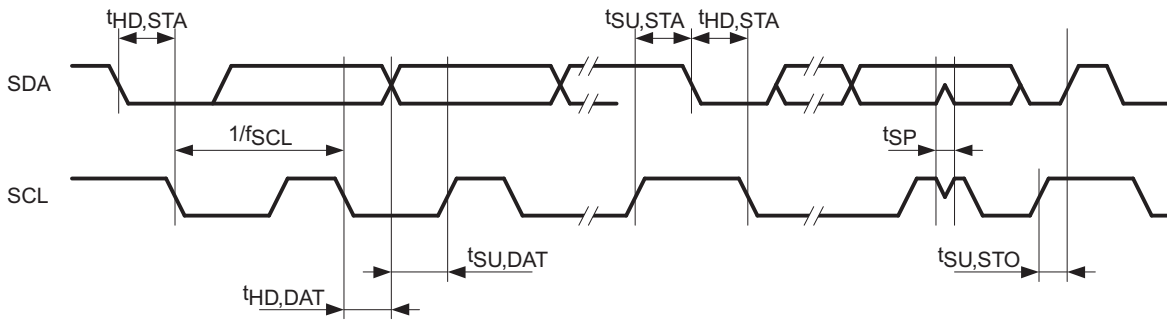 tHD,STA
tSU,STA
tHD,STA
SDA
1/fSCL
tSP
SCL
tSU,DAT
tSU,STO
tHD,DAT